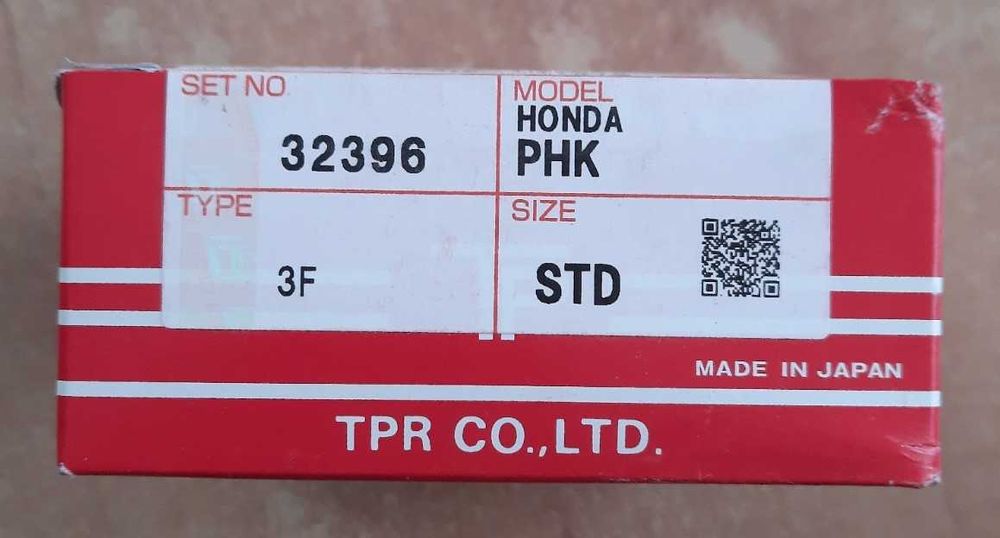 SET NO
32396
MODEL
HONDA
PHK
TYPE
3F
SIZE
STD
MADE IN JAPAN
TPR CO.,LTD.